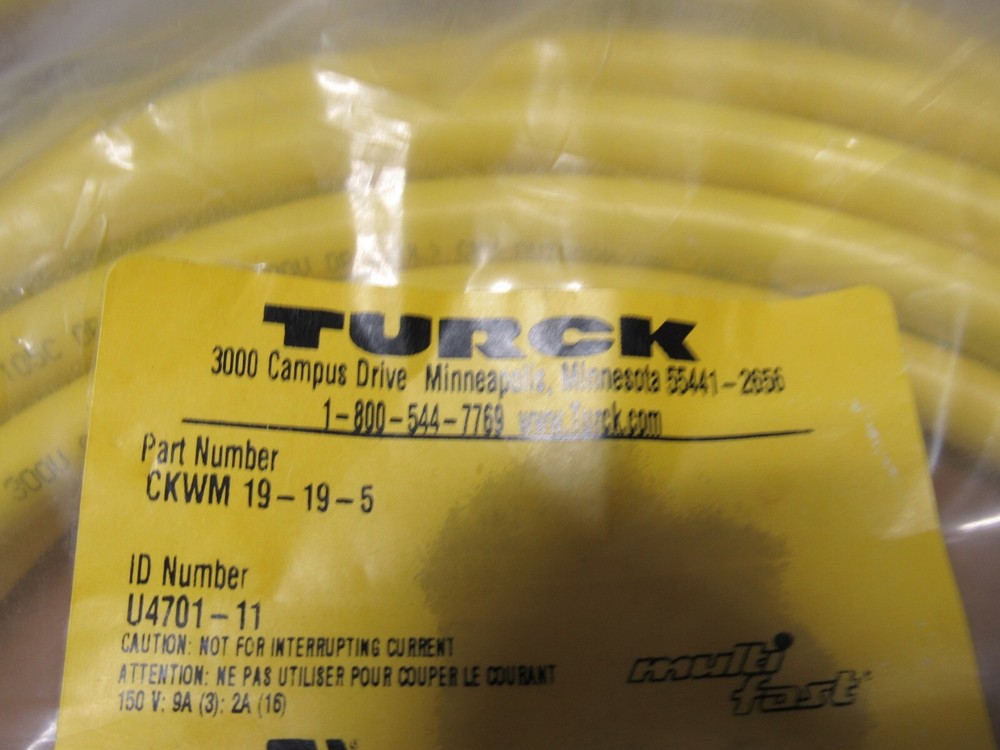 TURCK
3000 Campus Drive Minneapolis, Minnesota 55441-2656
1-800-544-7769 www.Turck.com
Part Number
CKWM 19-19-5
ID Number
U4701-11
CAUTION: NOT FOR INTERRUPTING CURRENT
ATTENTION: NE PAS UTILISER POUR COUPER LE COURANT
150 V: 9A (3): 2A (16)
multi
fast
105C
300V